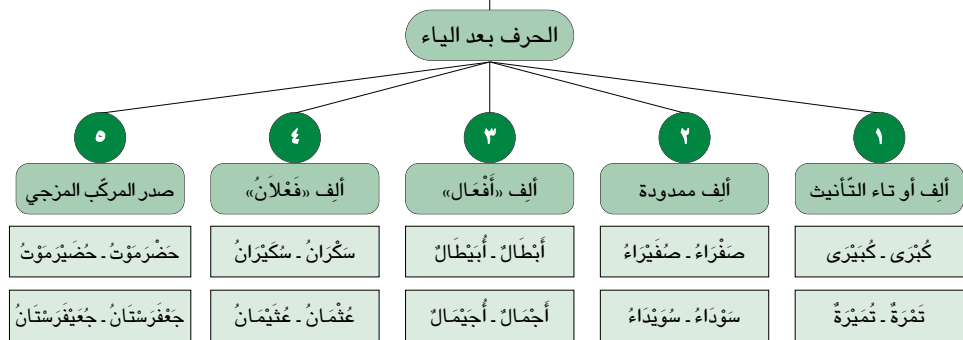 الحرف بعد الياء
١ ٢ ٣ ٤ ٥
ألِف أو تاء التّأنيث ألِف ممدودة ألِف «أَفْعَال» ألِف «فَعْلاَنُ» صدر المركّب المزجي
كُبْرَى ـ كُبَيْرَى صَفْرَاءُ ـ صُفَيْرَاءُ أَبْطَالٌ ـ أُبَيْطَالٌ سَكْرَانُ ـ سُكَيْرَانُ حَضْرَمَوْتُ ـ حُضَيْرَمَوْتُ
تَمْرَةٌ ـ تُمَيْرَةٌ سَوْدَاءُ ـ سُوَيْدَاءُ أَجْمَالٌ ـ أُجَيْمَالٌ عُثْمَانُ ـ عُثَيْمَانُ جَعْفَرَسْتَانُ ـ جُعَيْفَرَسْتَانُ